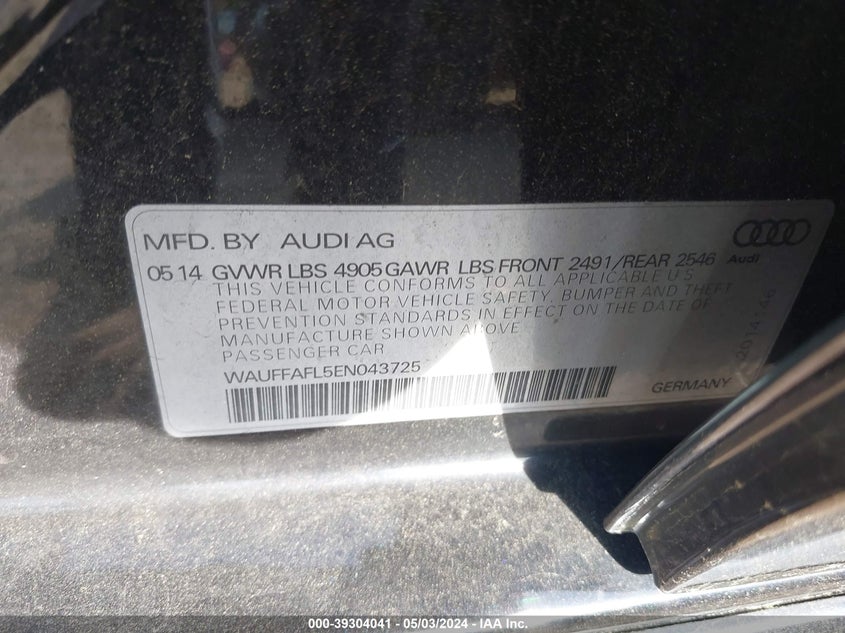 MFD. BY AUDI AG
05 14 GVWR LBS 4905 GAWR LBS FRONT 2491/REAR 2546
Audi
THIS VEHICLE CONFORMS TO ALL APPLICABLE U S
FEDERAL MOTOR VEHICLE SAFETY, BUMPER AND THEFT
PREVENTION STANDARDS IN EFFECT ON THE DATE OF
MANUFACTURE SHOWN ABOVE
PASSENGER CAR
WAUFFAFL5EN043725
GERMANY
000-39304041 - 05/03/2024 - IAA Inc.